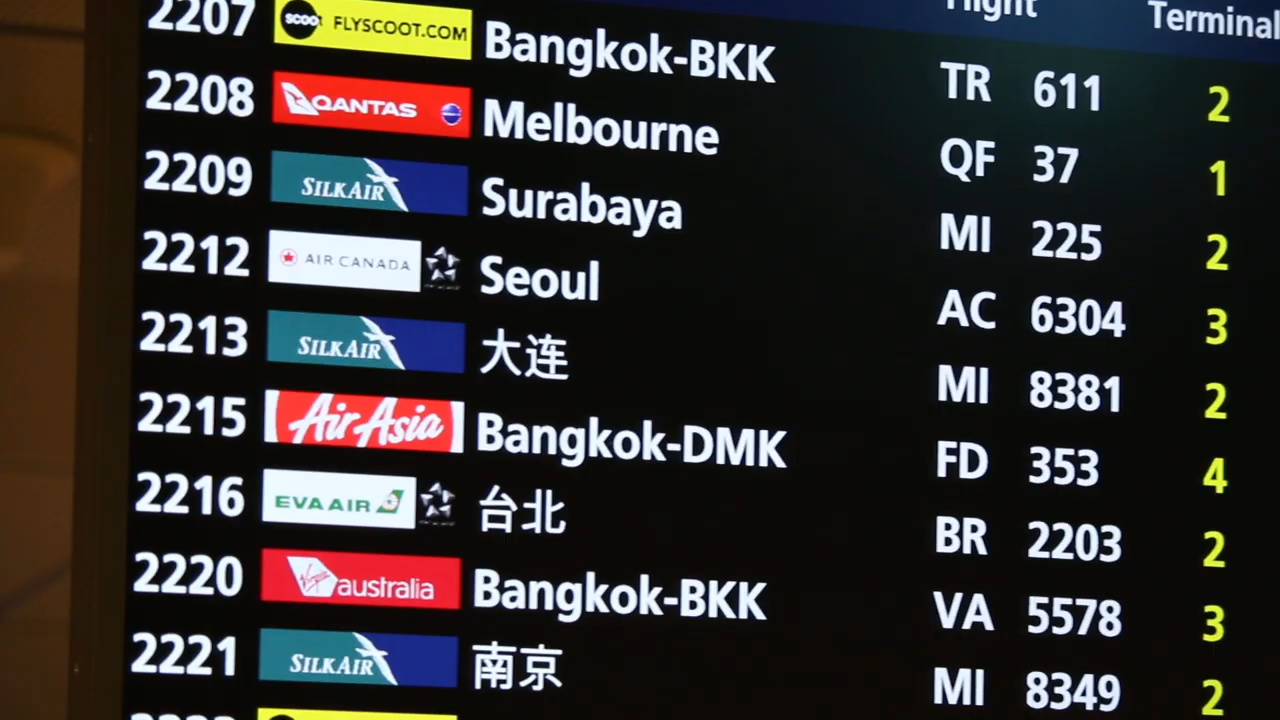 Flight Terminal
2207 SCOOT FLYSCOOT.COM Bangkok-BKK TR 611 2
2208 QANTAS Melbourne QF 37 1
2209 SILKAIR Surabaya MI 225 2
2212 AIR CANADA Seoul AC 6304 3
2213 SILKAIR 大连 MI 8381 2
2215 AirAsia Bangkok-DMK FD 353 4
2216 EVA AIR 台北 BR 2203 2
2220 Virgin australia Bangkok-BKK VA 5578 3
2221 SILKAIR 南京 MI 8349 2